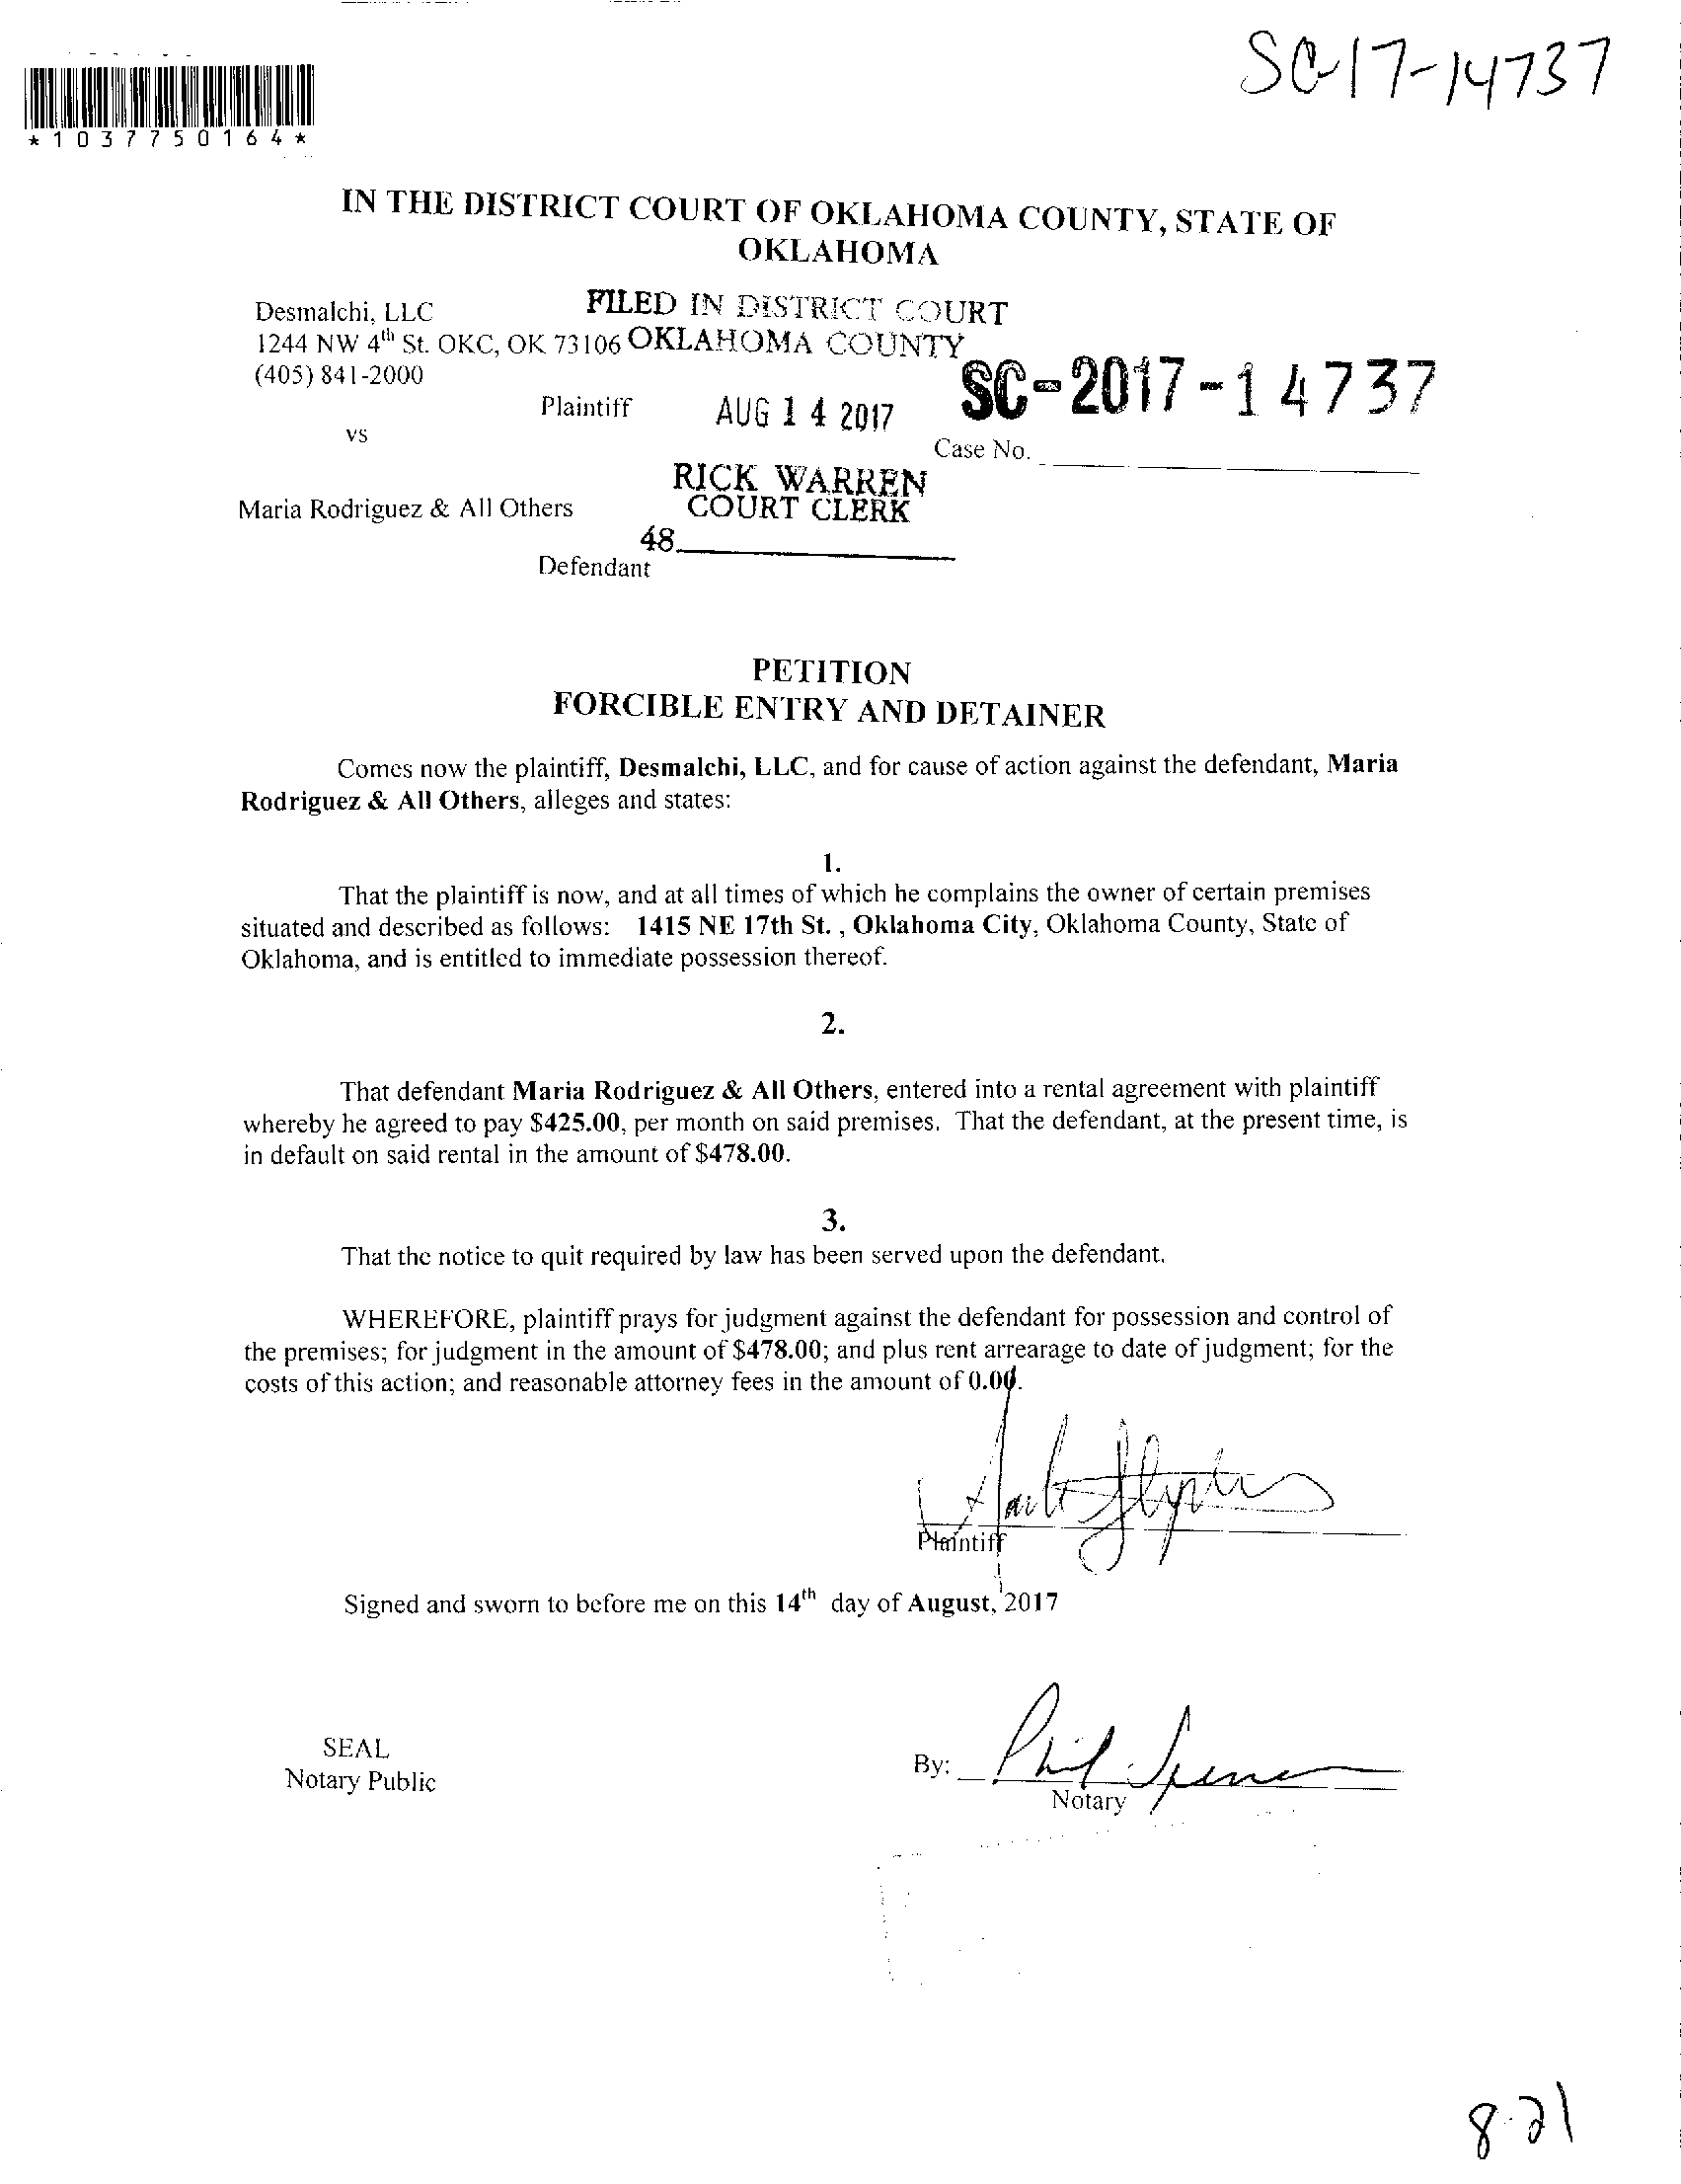 SC-17-14737
*1037750164*
IN THE DISTRICT COURT OF OKLAHOMA COUNTY, STATE OF
OKLAHOMA
Desmalchi, LLC
FILED IN DISTRICT COURT
1244 NW 4th St. OKC, OK 73106
OKLAHOMA COUNTY
(405) 841-2000
SC-2017-14737
Plaintiff
AUG 14 2017
vs
Case No.
RICK WARREN
Maria Rodriguez & All Others
COURT CLERK
48
Defendant
PETITION
FORCIBLE ENTRY AND DETAINER
Comes now the plaintiff, Desmalchi, LLC, and for cause of action against the defendant, Maria
Rodriguez & All Others, alleges and states:
1.
That the plaintiff is now, and at all times of which he complains the owner of certain premises
situated and described as follows: 1415 NE 17th St. , Oklahoma City, Oklahoma County, State of
Oklahoma, and is entitled to immediate possession thereof.
2.
That defendant Maria Rodriguez & All Others, entered into a rental agreement with plaintiff
whereby he agreed to pay $425.00, per month on said premises. That the defendant, at the present time, is
in default on said rental in the amount of $478.00.
3.
That the notice to quit required by law has been served upon the defendant.
WHEREFORE, plaintiff prays for judgment against the defendant for possession and control of
the premises; for judgment in the amount of $478.00; and plus rent arrearage to date of judgment; for the
costs of this action; and reasonable attorney fees in the amount of 0.00.
Plaintiff
Signed and sworn to before me on this 14th day of August, 2017
SEAL
Notary Public
By: Phil Spencer
Notary
8-21